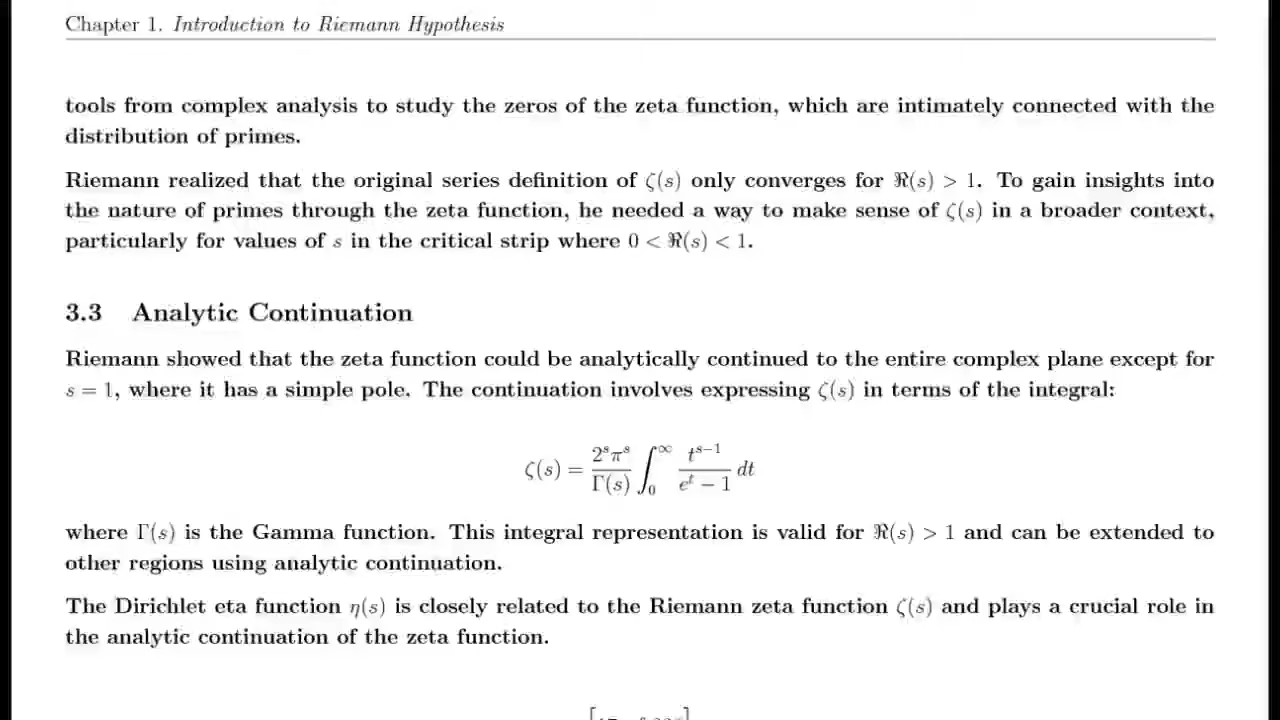 Chapter 1. Introduction to Riemann Hypothesis
tools from complex analysis to study the zeros of the zeta function, which are intimately connected with the
distribution of primes.
Riemann realized that the original series definition of ζ(s) only converges for ℜ(s) > 1. To gain insights into
the nature of primes through the zeta function, he needed a way to make sense of ζ(s) in a broader context,
particularly for values of s in the critical strip where 0 < ℜ(s) < 1.
3.3 Analytic Continuation
Riemann showed that the zeta function could be analytically continued to the entire complex plane except for
s = 1, where it has a simple pole. The continuation involves expressing ζ(s) in terms of the integral:
ζ(s) = \frac{2^s π^s}{Γ(s)} \int_0^∞ \frac{t^{s−1}}{e^t − 1} dt
where Γ(s) is the Gamma function. This integral representation is valid for ℜ(s) > 1 and can be extended to
other regions using analytic continuation.
The Dirichlet eta function η(s) is closely related to the Riemann zeta function ζ(s) and plays a crucial role in
the analytic continuation of the zeta function.